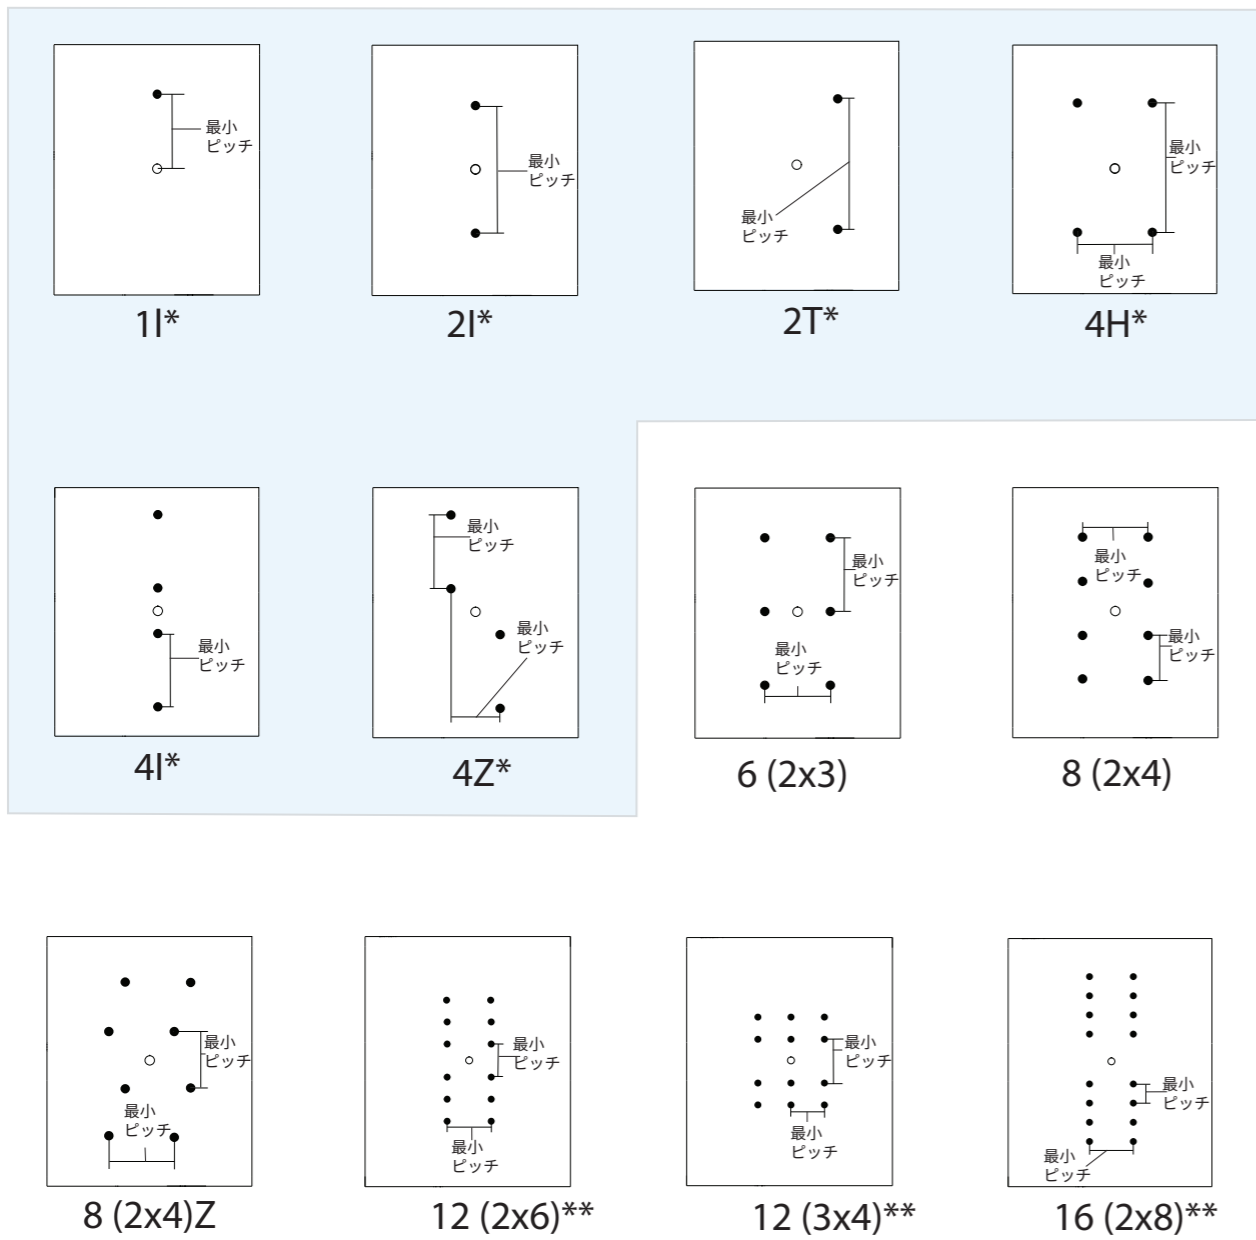 最小
ピッチ
1I*
最小
ピッチ
2I*
最小
ピッチ
2T*
最小
ピッチ
最小
ピッチ
4H*
最小
ピッチ
4I*
最小
ピッチ
最小
ピッチ
4Z*
最小
ピッチ
最小
ピッチ
6 (2x3)
最小
ピッチ
最小
ピッチ
8 (2x4)
最小
ピッチ
最小
ピッチ
8 (2x4)Z
最小
ピッチ
最小
ピッチ
12 (2x6)**
最小
ピッチ
最小
ピッチ
12 (3x4)**
最小
ピッチ
最小
ピッチ
16 (2x8)**